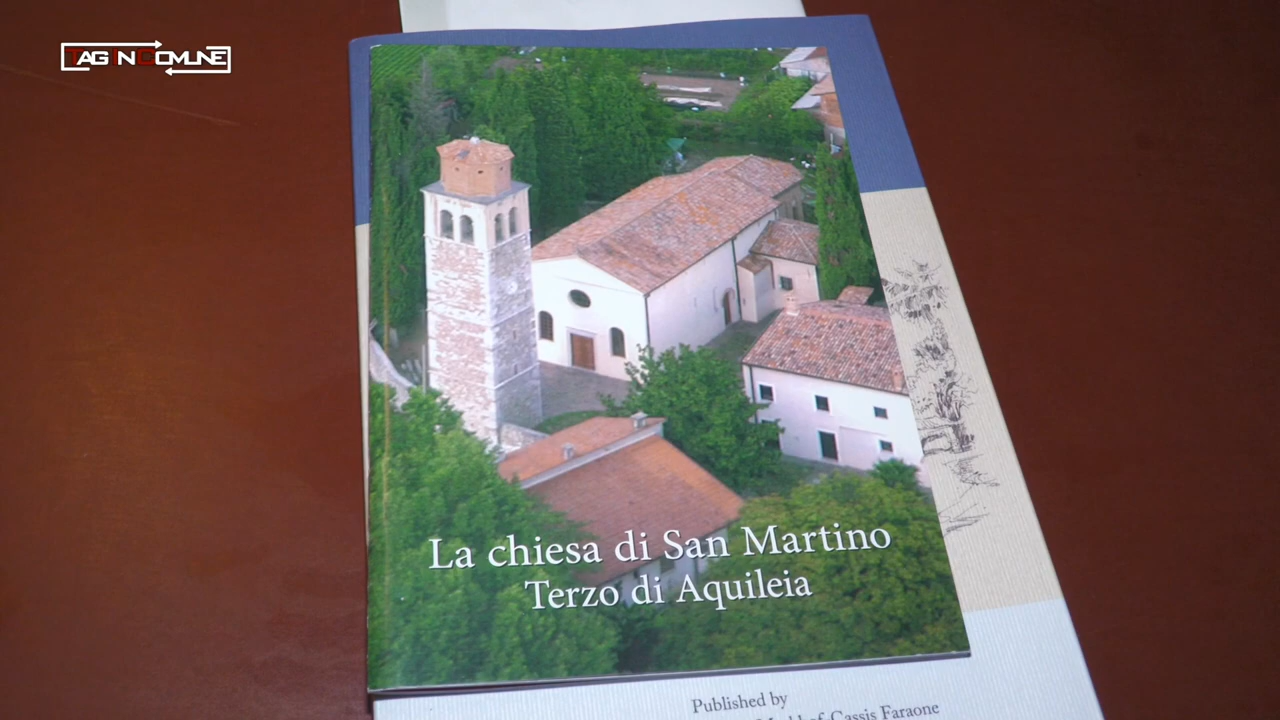 TAG IN COMUNE
La chiesa di San Martino
Terzo di Aquileia
Published by
Cassis Faraone